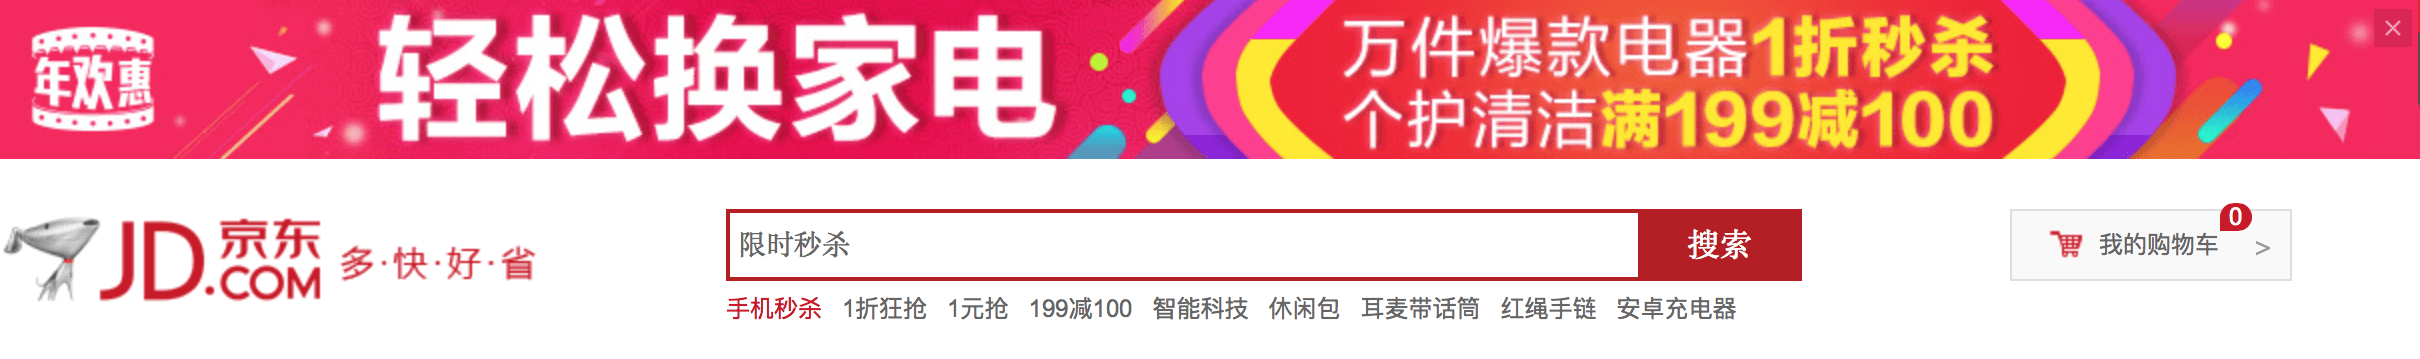 年欢惠
轻松换家电
万件爆款电器1折秒杀
个护清洁满199减100
JD.京东
.COM
多·快·好·省
限时秒杀
搜索
0
我的购物车 >
手机秒杀 1折狂抢 1元抢 199减100 智能科技 休闲包 耳麦带话筒 红绳手链 安卓充电器